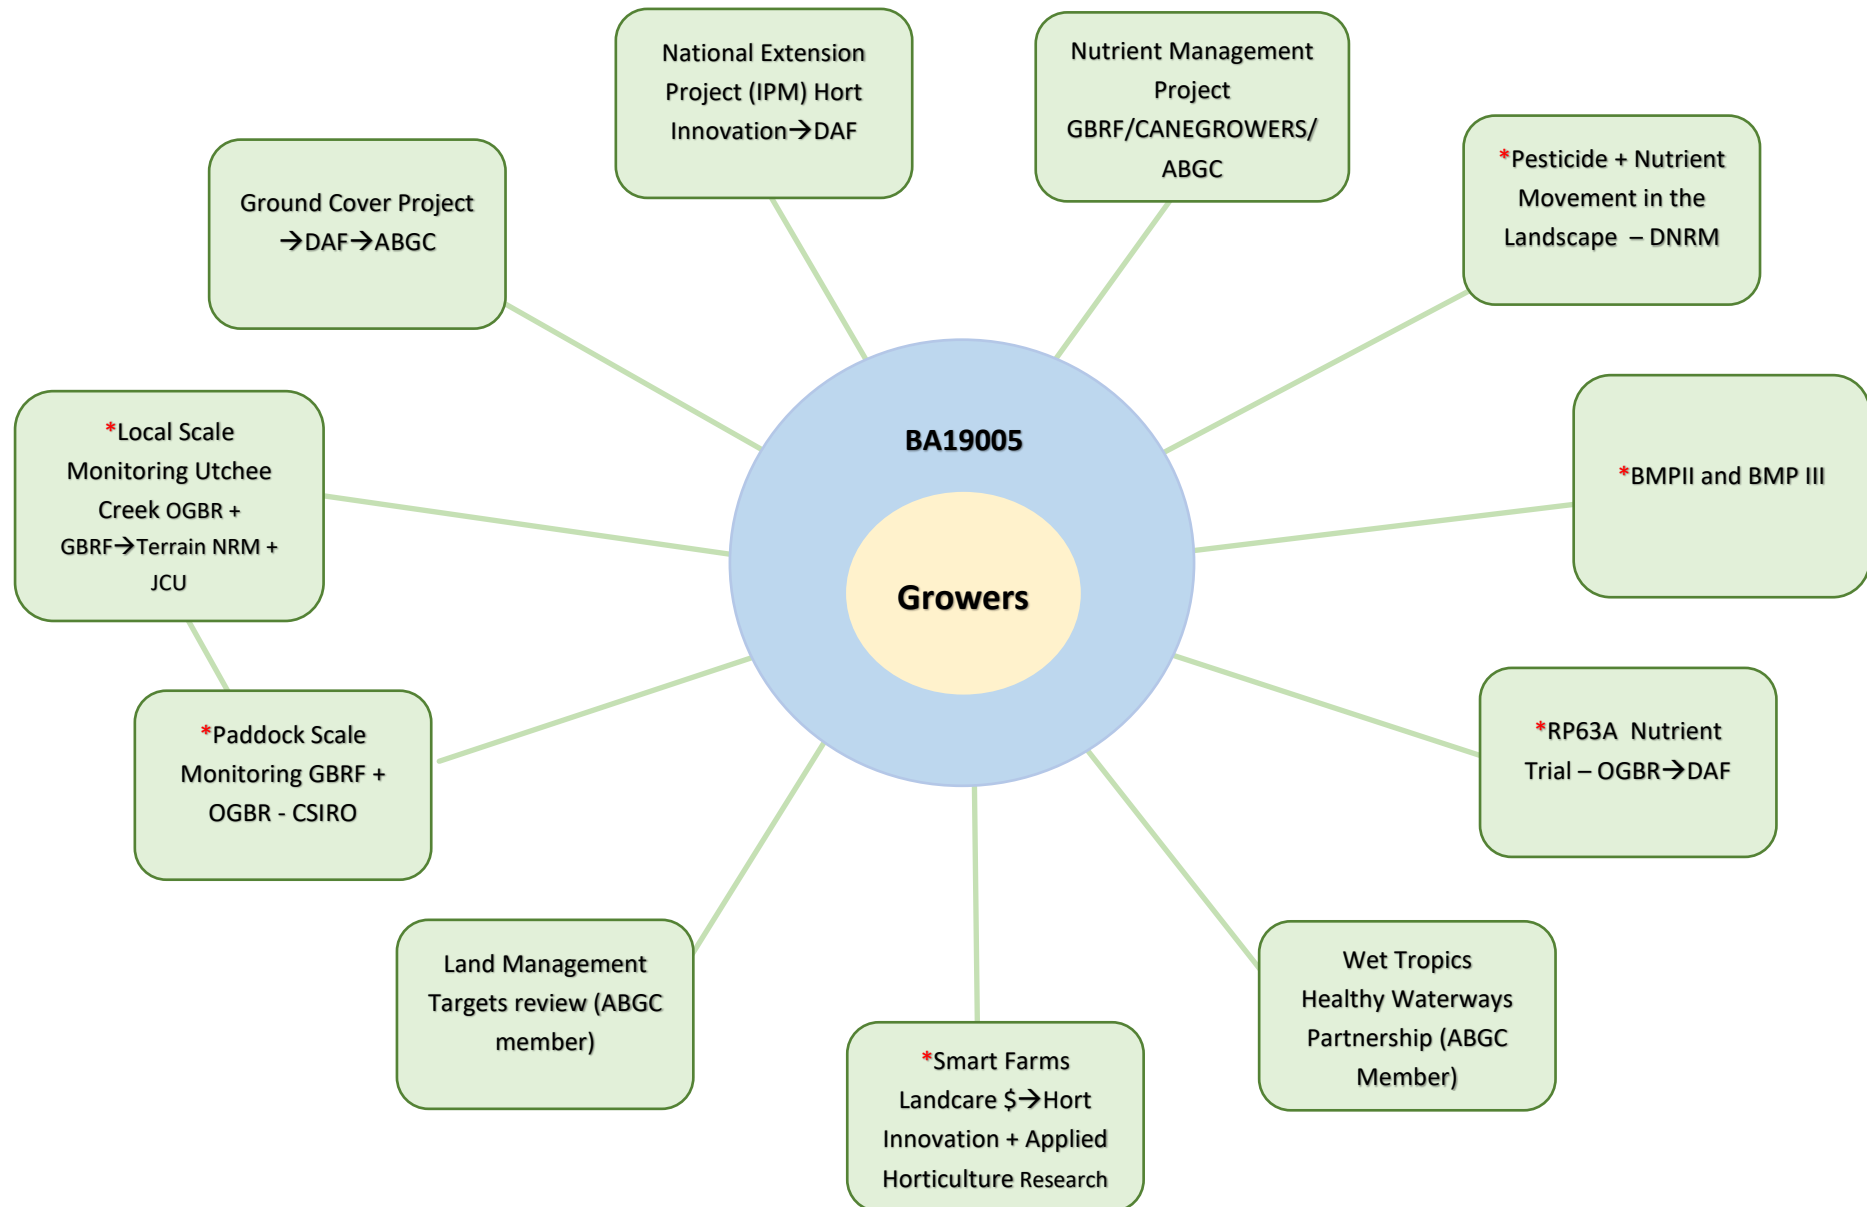 National Extension
Project (IPM) Hort
Innovation→DAF
Nutrient Management
Project
GBRF/CANEGROWERS/
ABGC
*Pesticide + Nutrient
Movement in the
Landscape – DNRM
Ground Cover Project
→DAF→ABGC
*Local Scale
Monitoring Utchee
Creek OGBR +
GBRF→Terrain NRM +
JCU
BA19005
Growers
*BMPII and BMP III
*Paddock Scale
Monitoring GBRF +
OGBR - CSIRO
*RP63A Nutrient
Trial – OGBR→DAF
Land Management
Targets review (ABGC
member)
*Smart Farms
Landcare $→Hort
Innovation + Applied
Horticulture Research
Wet Tropics
Healthy Waterways
Partnership (ABGC
Member)